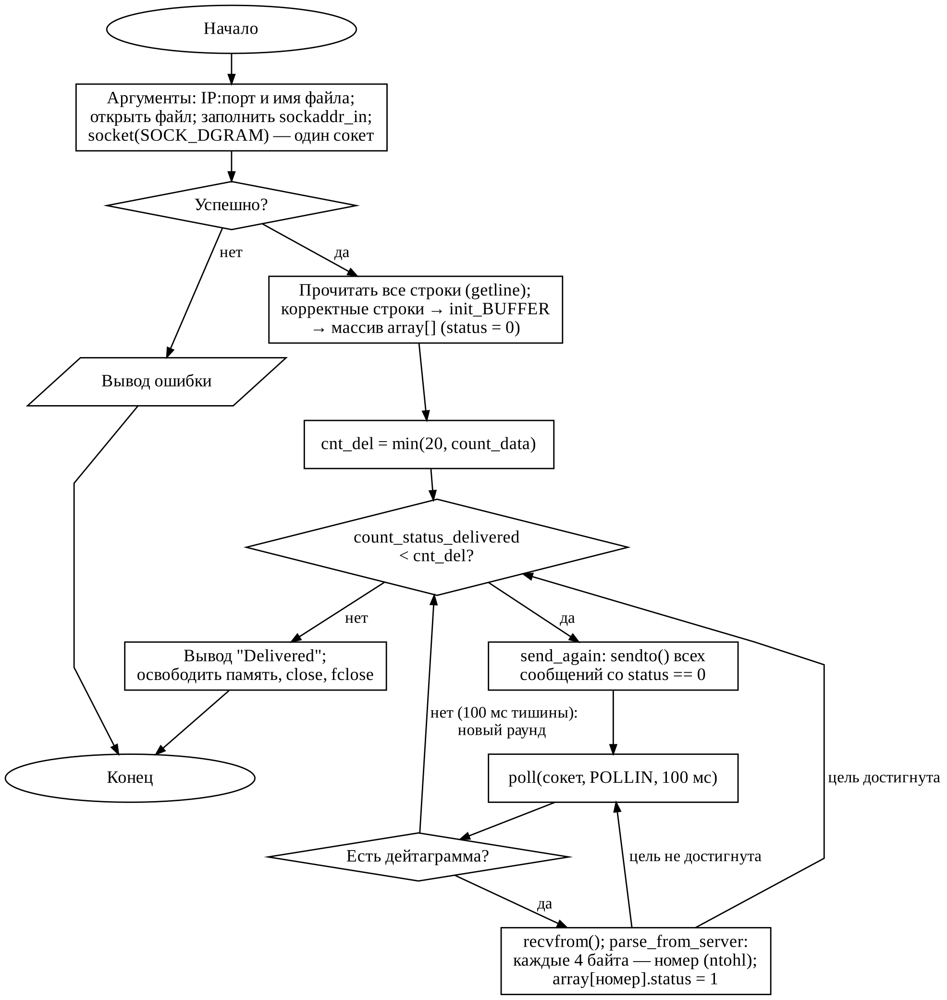 Начало
Аргументы: IP:порт и имя файла;
открыть файл; заполнить sockaddr_in;
socket(SOCK_DGRAM) — один сокет
Успешно?
нет
да
Прочитать все строки (getline);
корректные строки → init_BUFFER
→ массив array[] (status = 0)
Вывод ошибки
cnt_del = min(20, count_data)
count_status_delivered
< cnt_del?
нет
да
Вывод "Delivered";
освободить память, close, fclose
send_again: sendto() всех
сообщений со status == 0
нет (100 мс тишины):
новый раунд
Конец
poll(сокет, POLLIN, 100 мс)
цель достигнута
Есть дейтаграмма?
цель не достигнута
да
recvfrom(); parse_from_server:
каждые 4 байта — номер (ntohl);
array[номер].status = 1